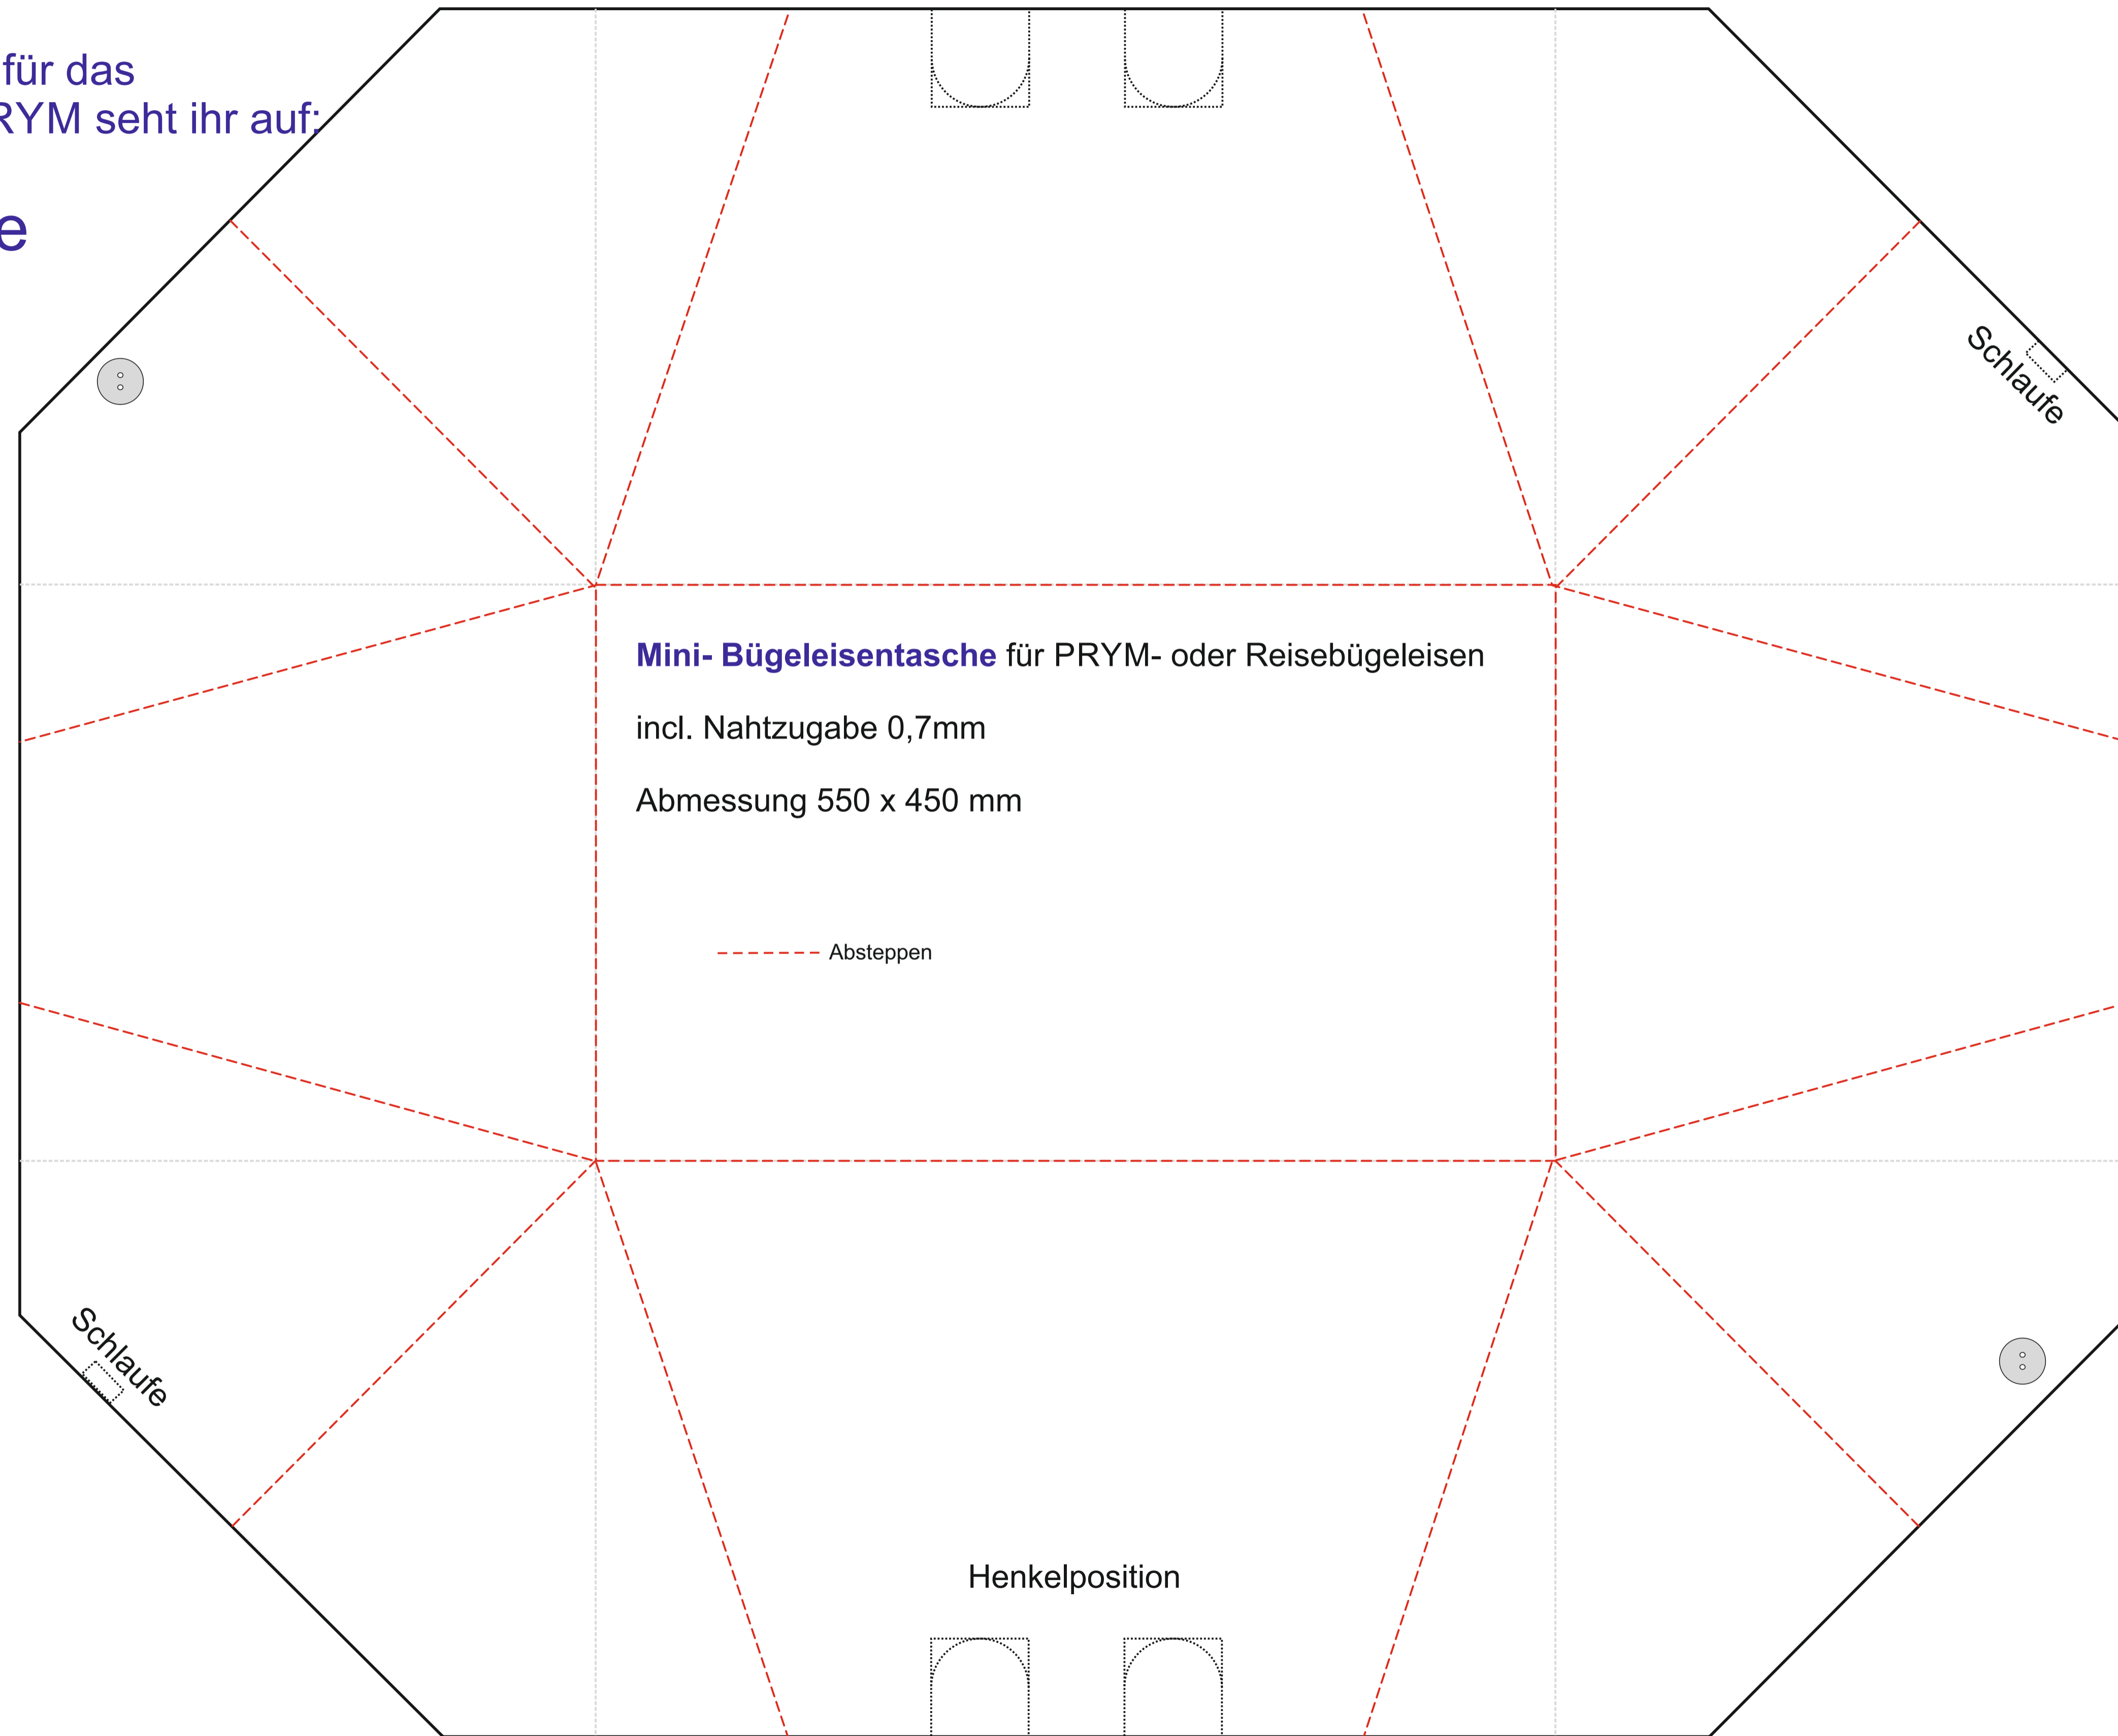 für das
RYM seht ihr auf:
e
Schlaufe
Mini- Bügeleisentasche für PRYM- oder Reisebügeleisen
incl. Nahtzugabe 0,7mm
Abmessung 550 x 450 mm
Absteppen
Schlaufe
Henkelposition